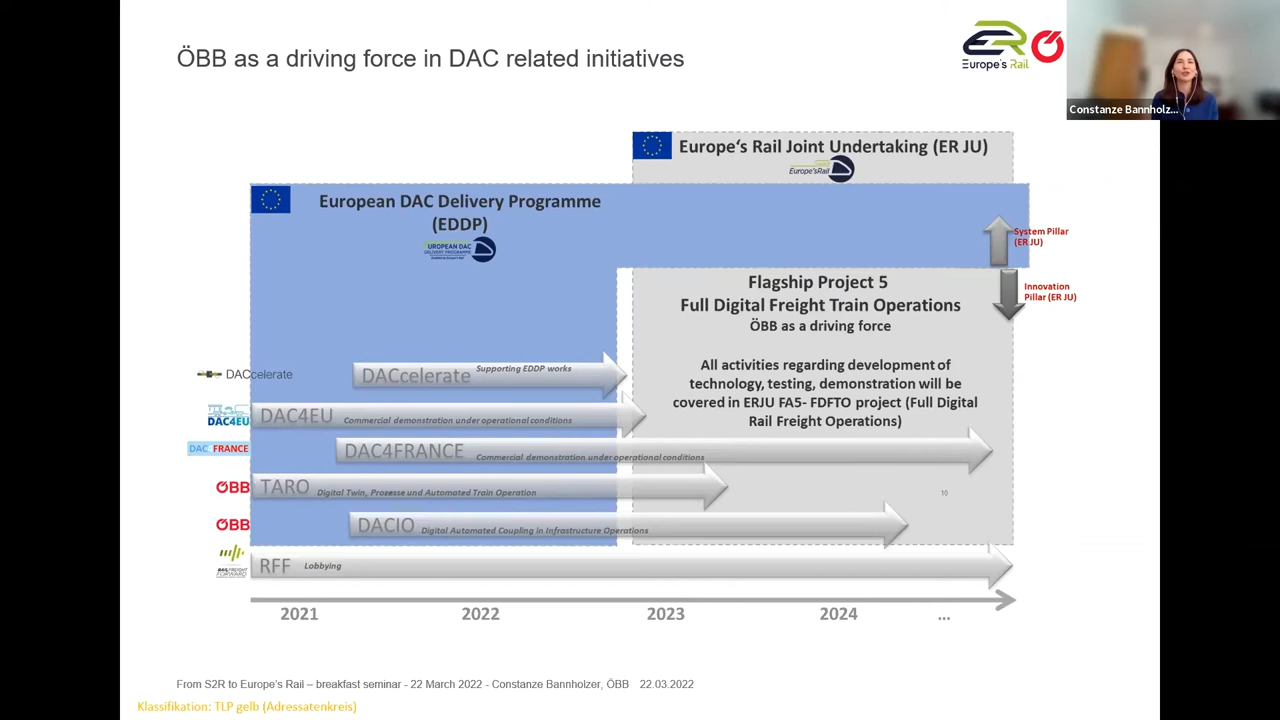 ÖBB as a driving force in DAC related initiatives
Europe's Rail
Constanze Bannholz...
Europe‘s Rail Joint Undertaking (ER JU)
Europe'sRail
European DAC Delivery Programme
(EDDP)
EUROPEAN DAC
DELIVERY PROGRAMME
System Pillar
(ER JU)
Innovation
Pillar (ER JU)
Flagship Project 5
Full Digital Freight Train Operations
ÖBB as a driving force
All activities regarding development of
technology, testing, demonstration will be
covered in ERJU FA5- FDFTO project (Full Digital
Rail Freight Operations)
DACcelerate
DACcelerate Supporting EDDP works
DAC4EU
DAC4EU Commercial demonstration under operational conditions
DAC4FRANCE
DAC4FRANCE Commercial demonstration under operational conditions
ÖBB
TARO Digital Twin, Prozesse und Automated Train Operation
10
ÖBB
DACIO Digital Automated Coupling in Infrastructure Operations
RAILFREIGHT
FORWARD
RFF Lobbying
2021 2022 2023 2024 ...
From S2R to Europe’s Rail – breakfast seminar - 22 March 2022 - Constanze Bannholzer, ÖBB 22.03.2022
Klassifikation: TLP gelb (Adressatenkreis)